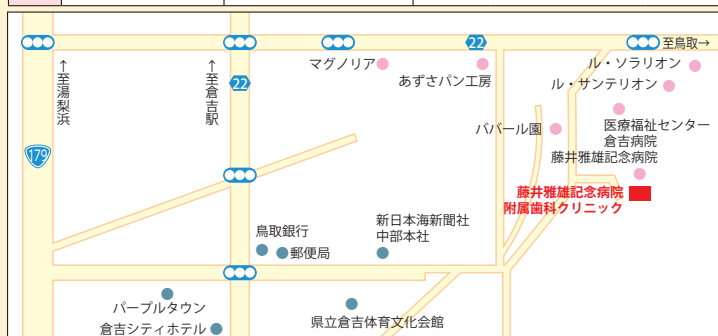 22
至鳥取→
マグノリア
あずさパン工房
ル・ソラリオン
ル・サンテリオン
←至湯梨浜
←至倉吉駅
22
179
ババール園
医療福祉センター
倉吉病院
藤井雅雄記念病院
藤井雅雄記念病院
附属歯科クリニック
鳥取銀行
郵便局
新日本海新聞社
中部本社
パープルタウン
倉吉シティホテル
県立倉吉体育文化会館